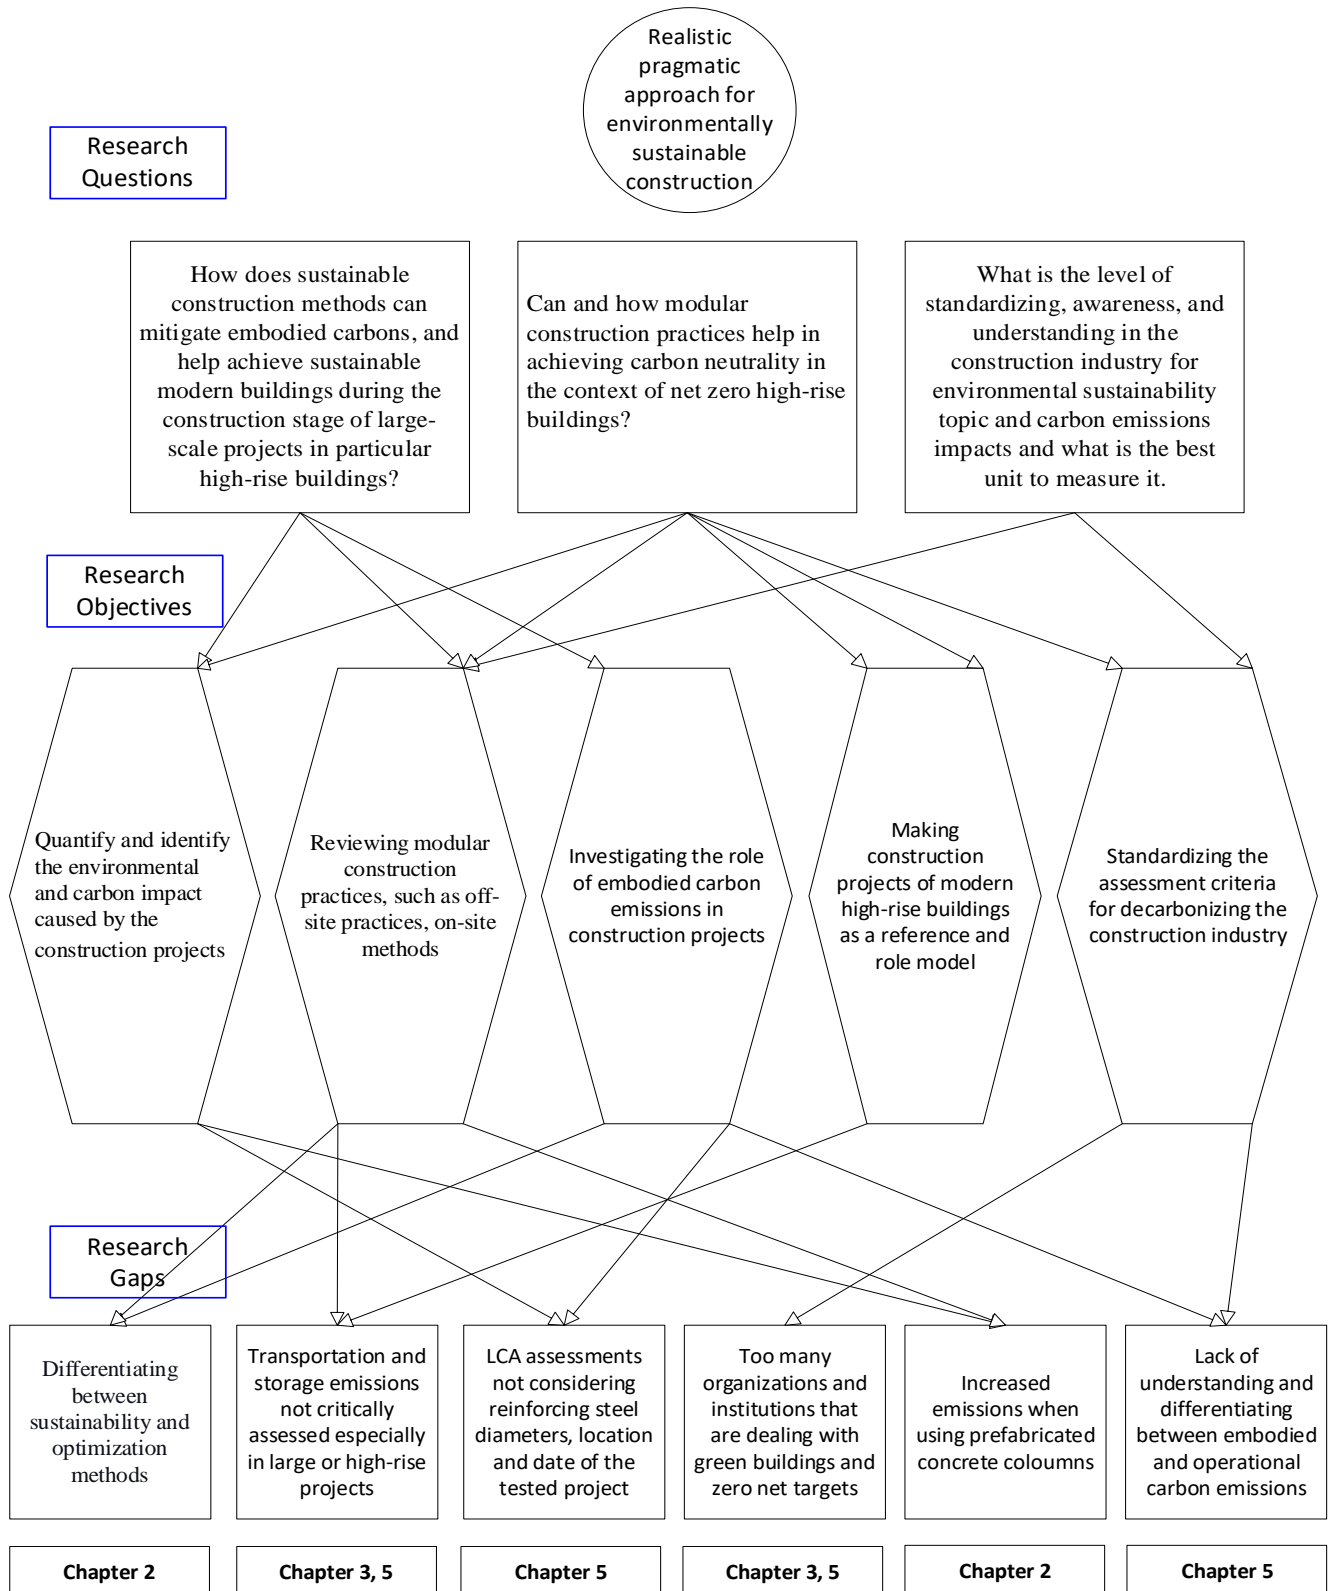 Realistic
pragmatic
approach for
environmentally
sustainable
construction
Research
Questions
How does sustainable
construction methods can
mitigate embodied carbons, and
help achieve sustainable
modern buildings during the
construction stage of large-
scale projects in particular
high-rise buildings?
Can and how modular
construction practices help in
achieving carbon neutrality in
the context of net zero high-rise
buildings?
What is the level of
standardizing, awareness, and
understanding in the
construction industry for
environmental sustainability
topic and carbon emissions
impacts and what is the best
unit to measure it.
Research
Objectives
Quantify and identify
the environmental
and carbon impact
caused by the
construction projects
Reviewing modular
construction
practices, such as off-
site practices, on-site
methods
Investigating the role
of embodied carbon
emissions in
construction projects
Making
construction
projects of modern
high-rise buildings
as a reference and
role model
Standardizing the
assessment criteria
for decarbonizing the
construction industry
Research
Gaps
Differentiating
between
sustainability and
optimization
methods
Transportation and
storage emissions
not critically
assessed especially
in large or high-rise
projects
LCA assessments
not considering
reinforcing steel
diameters, location
and date of the
tested project
Too many
organizations and
institutions that
are dealing with
green buildings and
zero net targets
Increased
emissions when
using prefabricated
concrete coloumns
Lack of
understanding and
differentiating
between embodied
and operational
carbon emissions
Chapter 2
Chapter 3, 5
Chapter 5
Chapter 3, 5
Chapter 2
Chapter 5